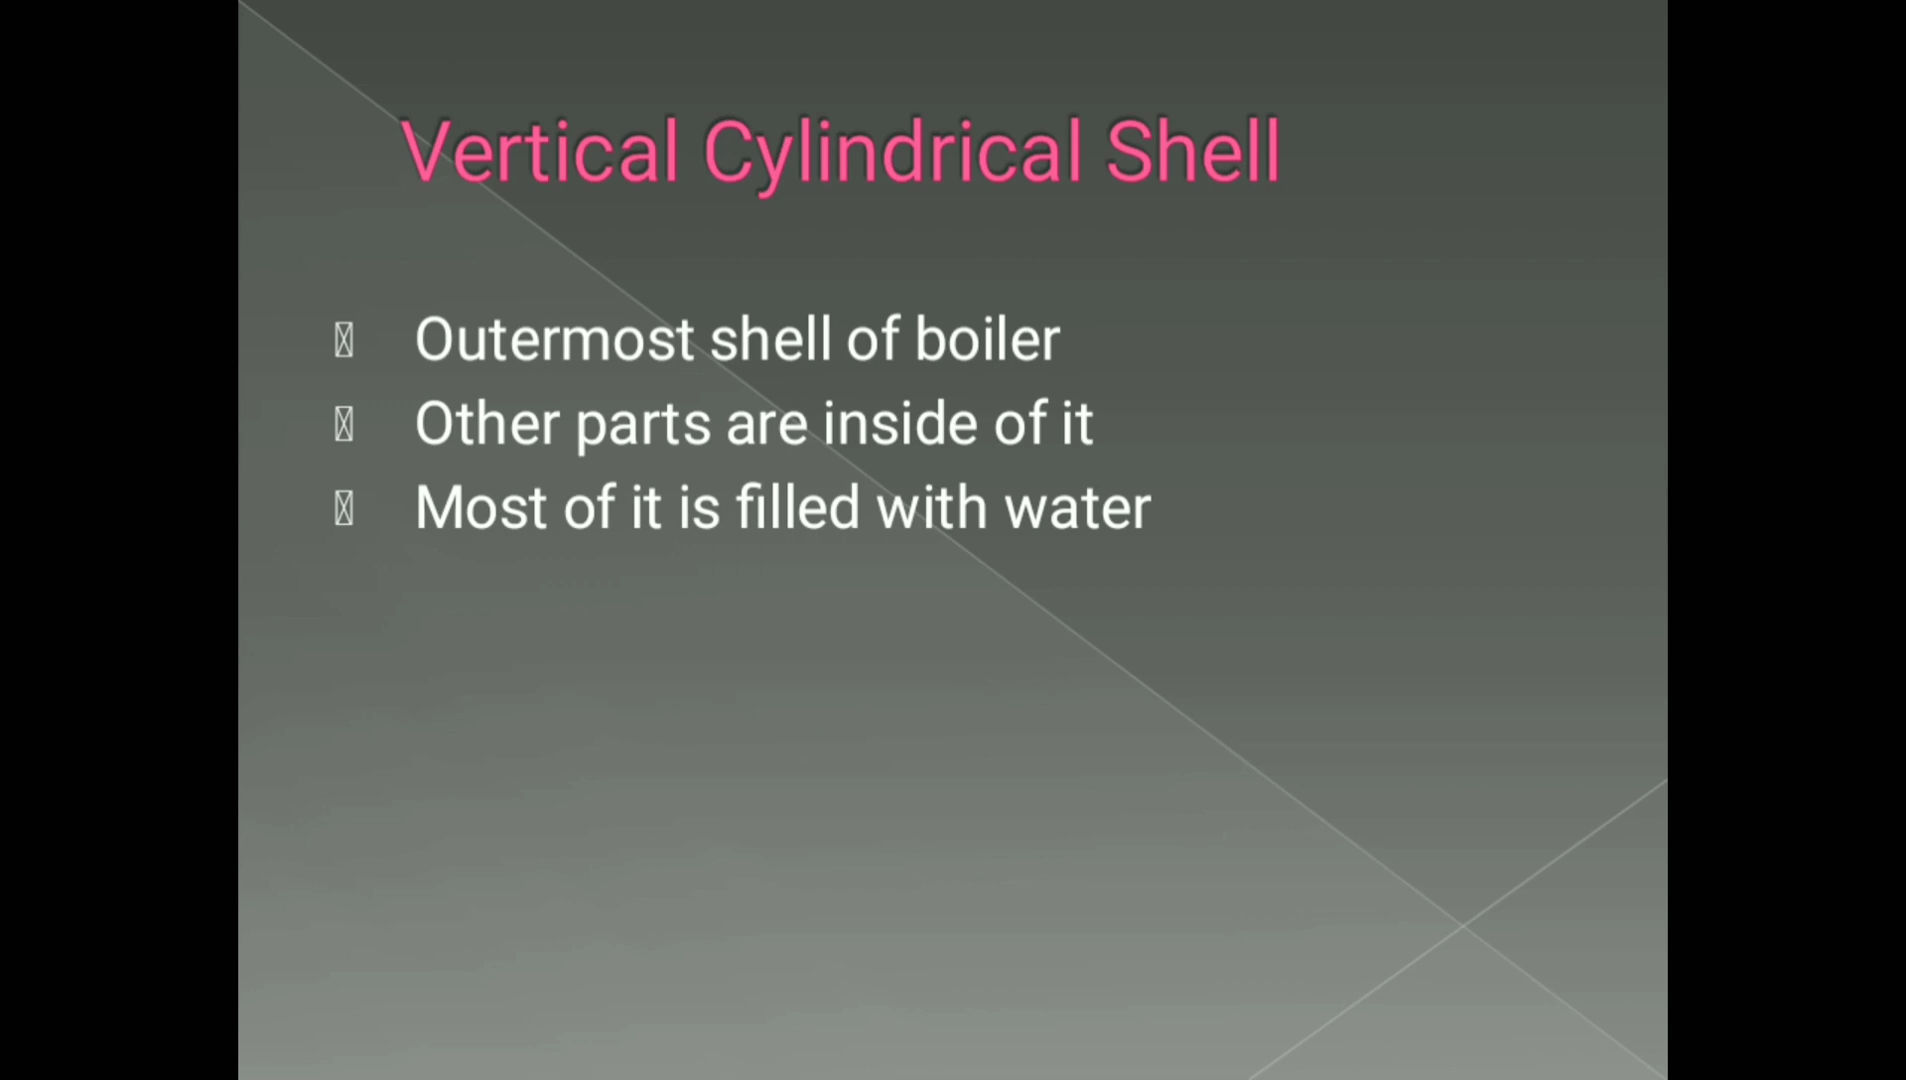 Vertical Cylindrical Shell
Outermost shell of boiler
Other parts are inside of it
Most of it is filled with water